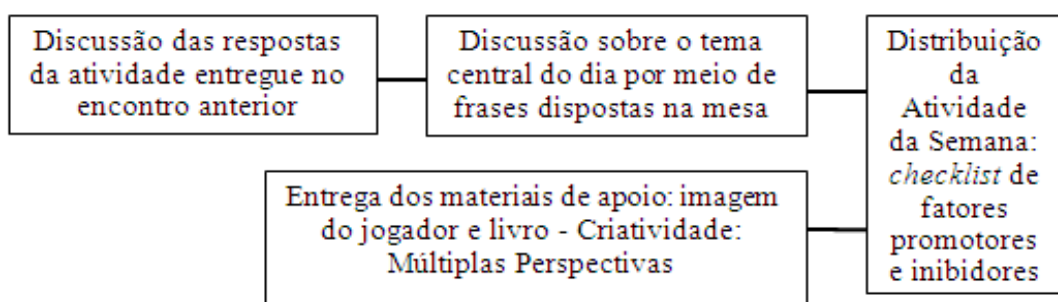 Discussão das respostas
da atividade entregue no
encontro anterior
Discussão sobre o tema
central do dia por meio de
frases dispostas na mesa
Distribuição
da
Atividade
da Semana:
checklist de
fatores
promotores
e inibidores
Entrega dos materiais de apoio: imagem
do jogador e livro - Criatividade:
Múltiplas Perspectivas